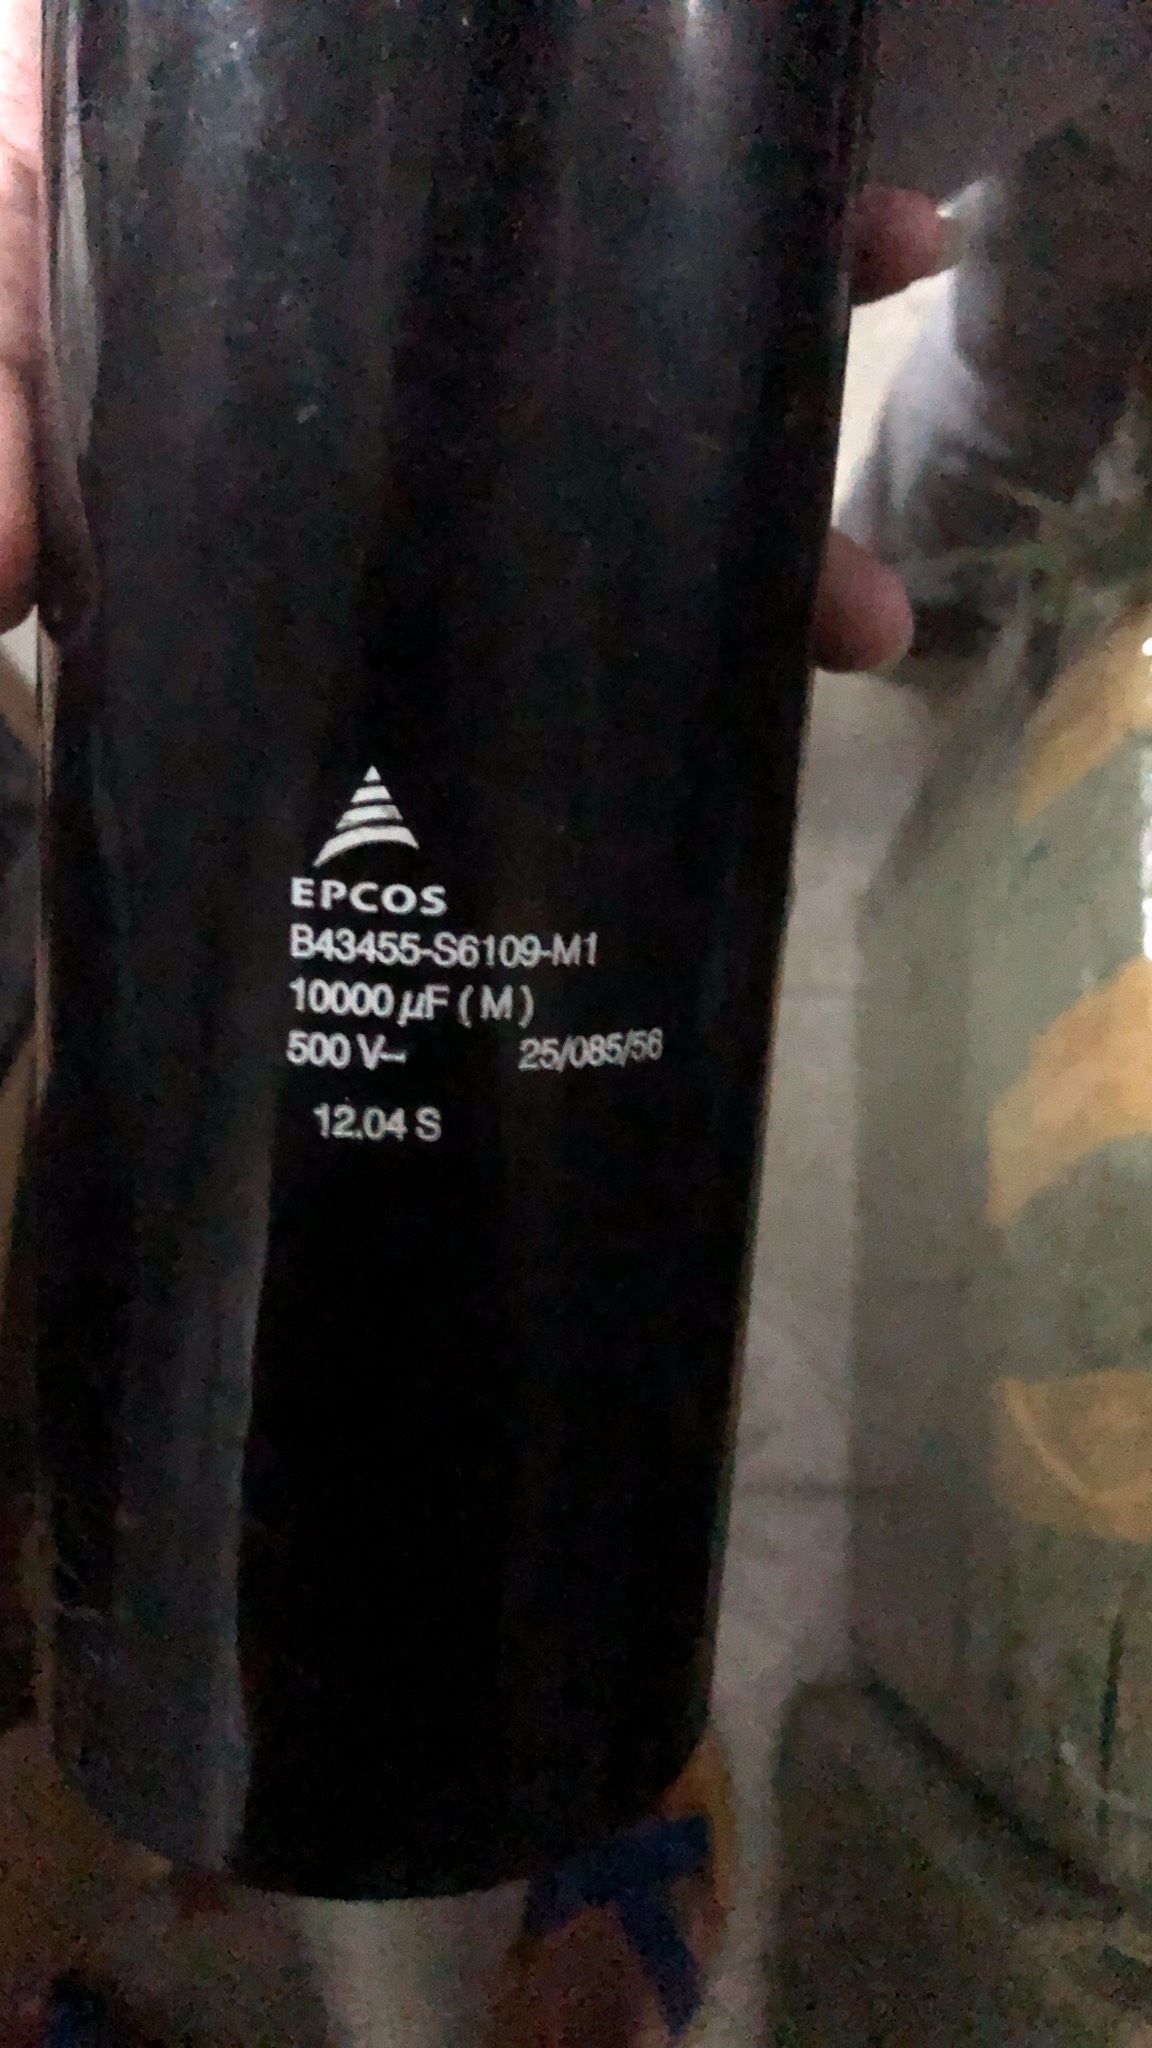 EPCOS
B43455-S6109-M1
10000 µF (M)
500 V– 25/085/56
12.04 S